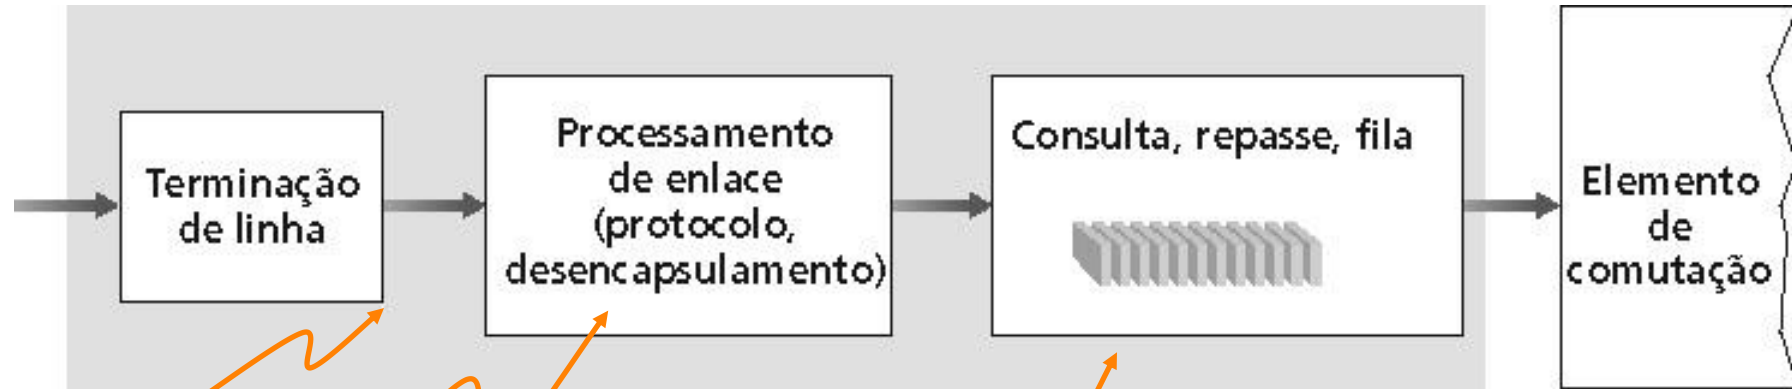 Terminação
de linha
Processamento
de enlace
(protocolo,
desencapsulamento)
Consulta, repasse, fila
Elemento
de
comutação